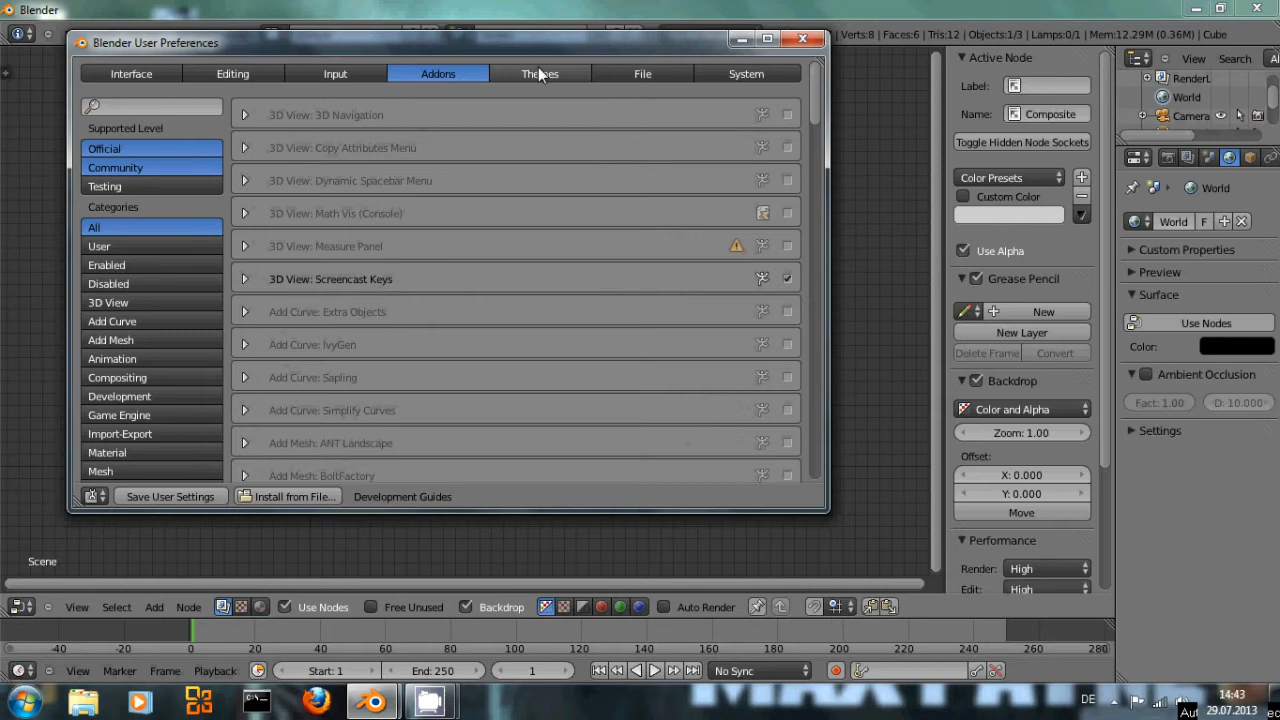 Blender
Verts:8 | Faces:6 | Tris:12 | Objects:1/3 | Lamps:0/1 | Mem:12.29M (0.36M) | Cube
Blender User Preferences
Interface
Editing
Input
Addons
Themes
File
System
Supported Level
Official
Community
Testing
Categories
All
User
Enabled
Disabled
3D View
Add Curve
Add Mesh
Animation
Compositing
Development
Game Engine
Import-Export
Material
Mesh
3D View: 3D Navigation
3D View: Copy Attributes Menu
3D View: Dynamic Spacebar Menu
3D View: Math Vis (Console)
3D View: Measure Panel
3D View: Screencast Keys
Add Curve: Extra Objects
Add Curve: IvyGen
Add Curve: Sapling
Add Curve: Simplify Curves
Add Mesh: ANT Landscape
Add Mesh: BoltFactory
Save User Settings
Install from File...
Development Guides
Active Node
Label:
Name: Composite
Toggle Hidden Node Sockets
Color Presets
Custom Color
Use Alpha
Grease Pencil
New
New Layer
Delete Frame
Convert
Backdrop
Color and Alpha
Zoom: 1.00
Offset:
X: 0.000
Y: 0.000
Move
Performance
Render: High
Edit: High
View Search Al
RenderL
World
Camera
World
World F
Custom Properties
Preview
Surface
Use Nodes
Color:
Ambient Occlusion
Fact: 1.00
D: 10.000
Settings
Scene
View Select Add Node
Use Nodes
Free Unused
Backdrop
Auto Render
-40 -20 0 20 40 60 80 100 120 140 160 180 200 220 240 260 280
View Marker Frame Playback
Start: 1
End: 250
1
No Sync
DE
14:43
29.07.2013